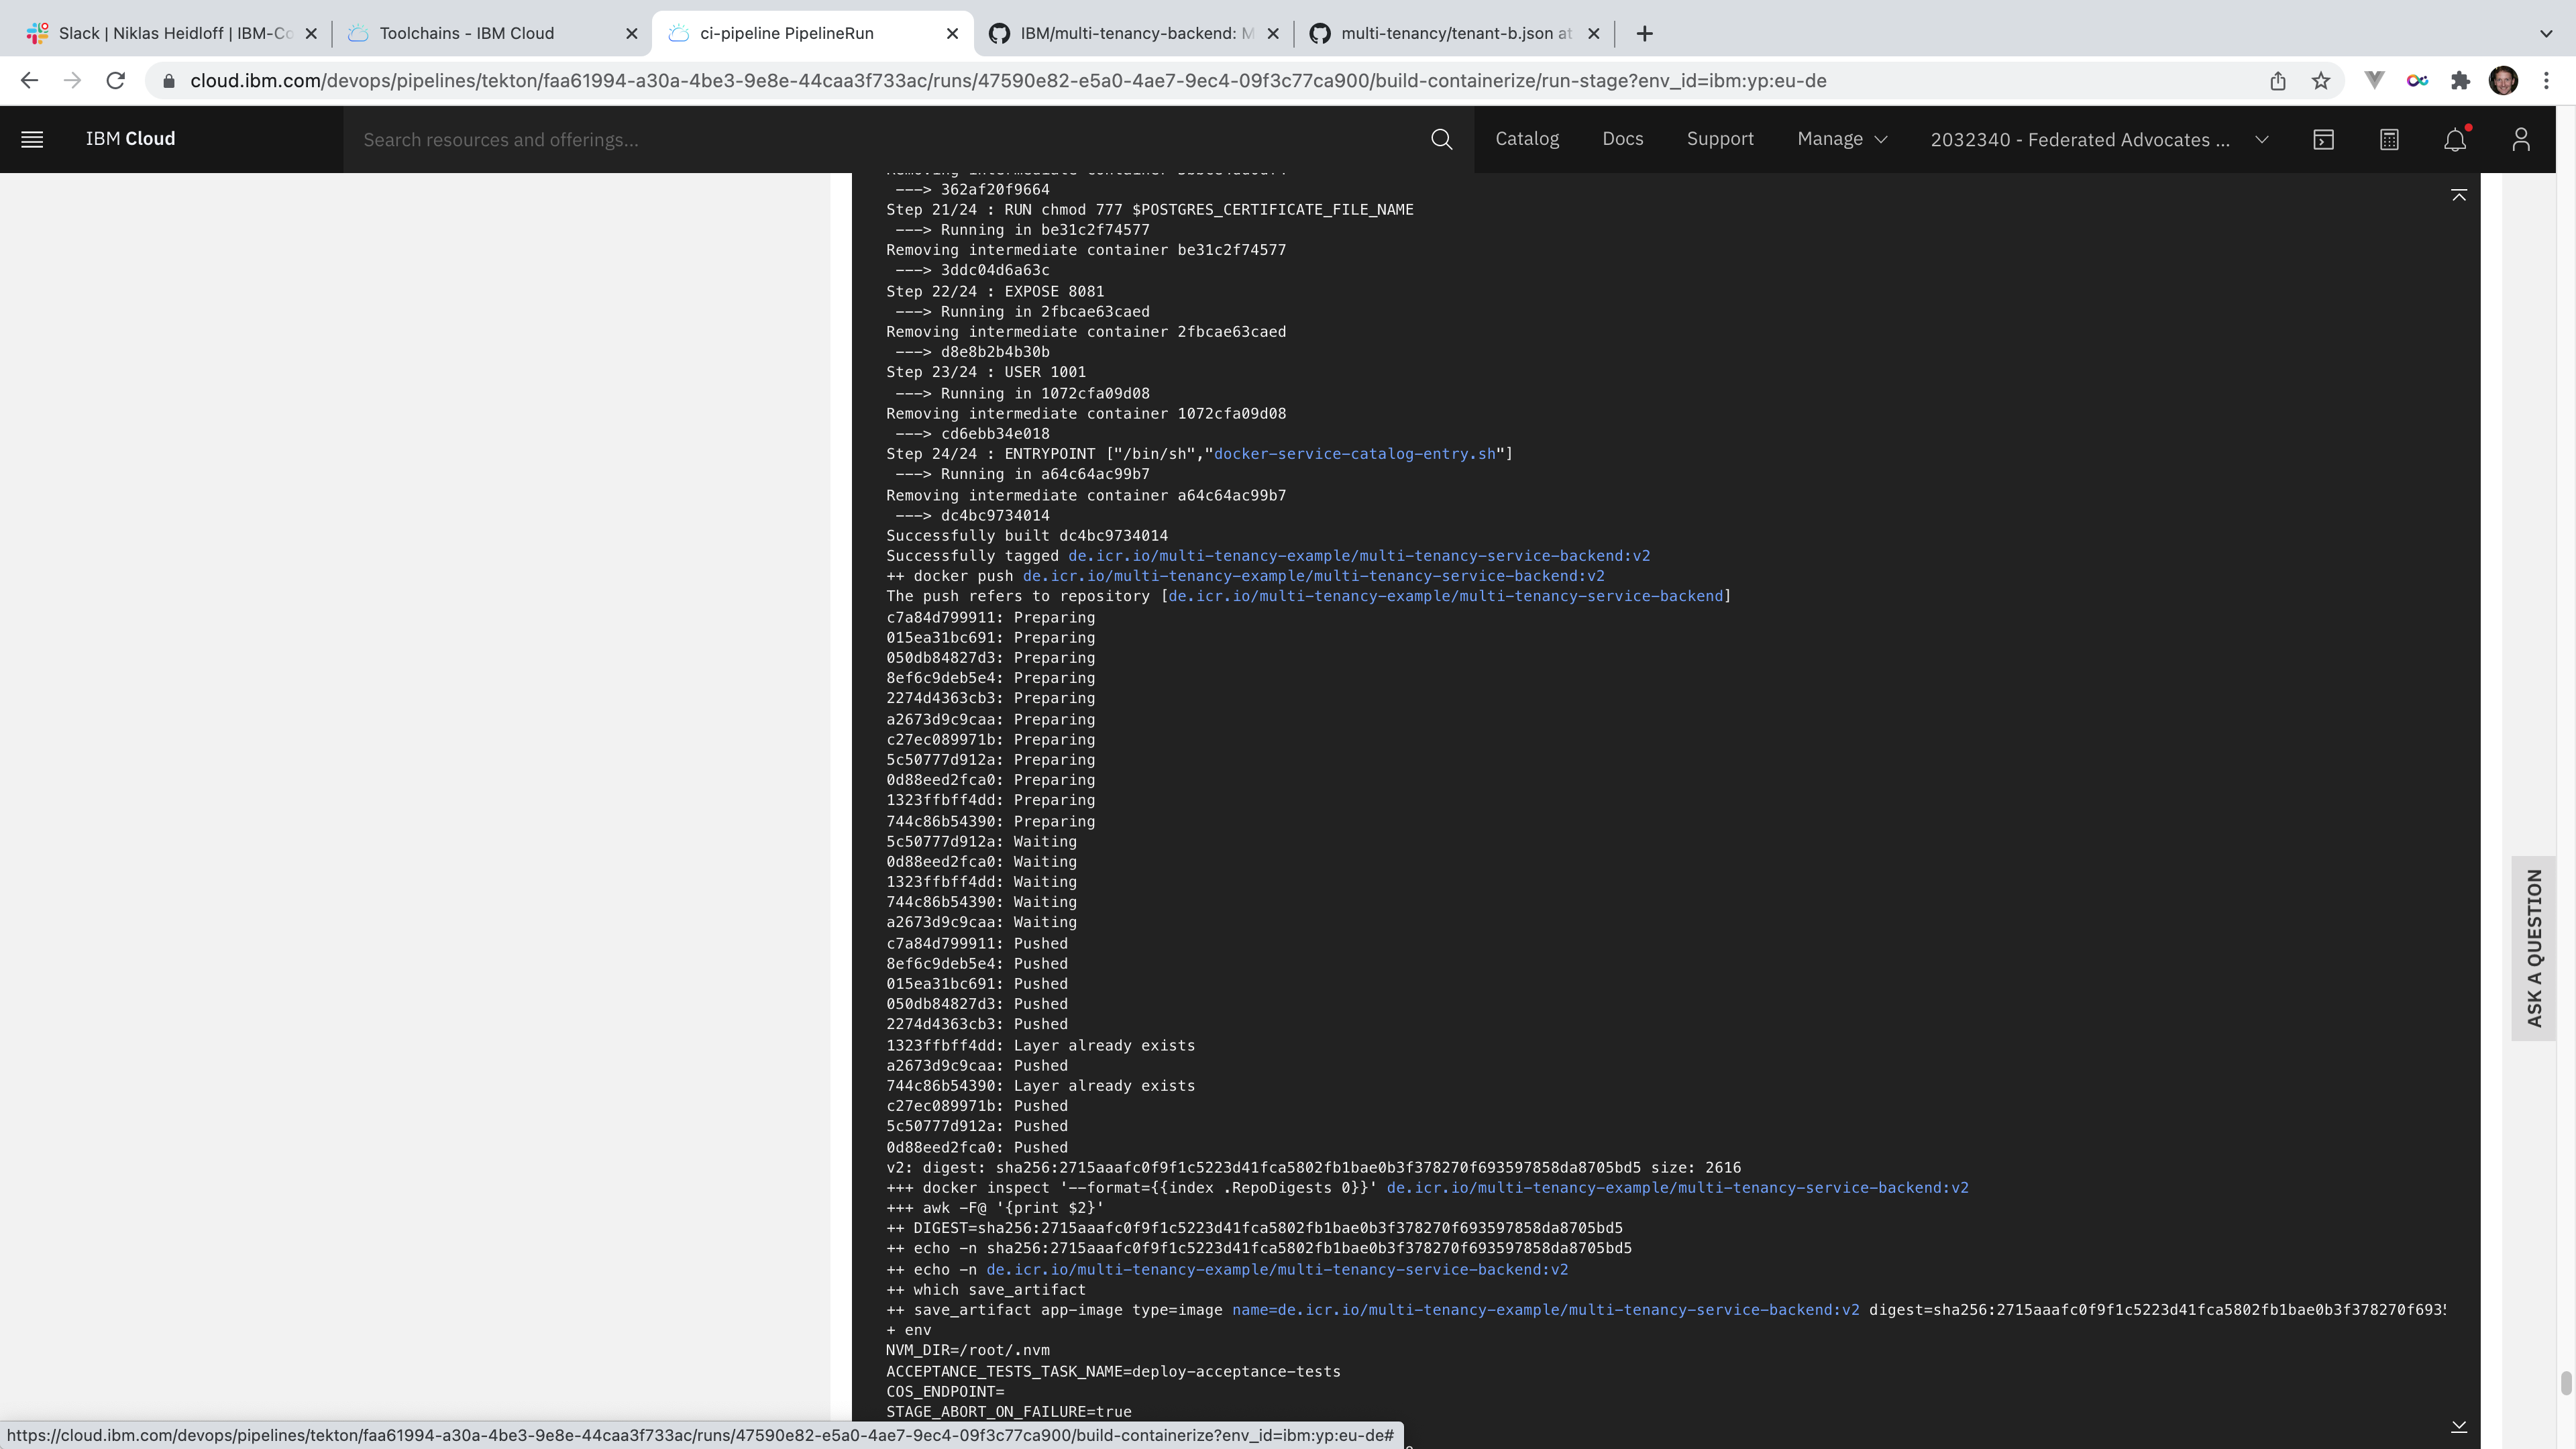 Slack | Niklas Heidloff | IBM-Co
Toolchains - IBM Cloud
ci-pipeline PipelineRun
IBM/multi-tenancy-backend: M
multi-tenancy/tenant-b.json at
cloud.ibm.com/devops/pipelines/tekton/faa61994-a30a-4be3-9e8e-44caa3f733ac/runs/47590e82-e5a0-4ae7-9ec4-09f3c77ca900/build-containerize/run-stage?env_id=ibm:yp:eu-de
IBM Cloud
Search resources and offerings...
Catalog
Docs
Support
Manage
2032340 - Federated Advocates ...
Removing intermediate container
---> 362af20f9664
Step 21/24 : RUN chmod 777 $POSTGRES_CERTIFICATE_FILE_NAME
---> Running in be31c2f74577
Removing intermediate container be31c2f74577
---> 3ddc04d6a63c
Step 22/24 : EXPOSE 8081
---> Running in 2fbcae63caed
Removing intermediate container 2fbcae63caed
---> d8e8b2b4b30b
Step 23/24 : USER 1001
---> Running in 1072cfa09d08
Removing intermediate container 1072cfa09d08
---> cd6ebb34e018
Step 24/24 : ENTRYPOINT ["/bin/sh","docker-service-catalog-entry.sh"]
---> Running in a64c64ac99b7
Removing intermediate container a64c64ac99b7
---> dc4bc9734014
Successfully built dc4bc9734014
Successfully tagged de.icr.io/multi-tenancy-example/multi-tenancy-service-backend:v2
++ docker push de.icr.io/multi-tenancy-example/multi-tenancy-service-backend:v2
The push refers to repository [de.icr.io/multi-tenancy-example/multi-tenancy-service-backend]
c7a84d799911: Preparing
015ea31bc691: Preparing
050db84827d3: Preparing
8ef6c9deb5e4: Preparing
2274d4363cb3: Preparing
a2673d9c9caa: Preparing
c27ec089971b: Preparing
5c50777d912a: Preparing
0d88eed2fca0: Preparing
1323ffbff4dd: Preparing
744c86b54390: Preparing
5c50777d912a: Waiting
0d88eed2fca0: Waiting
1323ffbff4dd: Waiting
744c86b54390: Waiting
a2673d9c9caa: Waiting
c7a84d799911: Pushed
8ef6c9deb5e4: Pushed
015ea31bc691: Pushed
050db84827d3: Pushed
2274d4363cb3: Pushed
1323ffbff4dd: Layer already exists
a2673d9c9caa: Pushed
744c86b54390: Layer already exists
c27ec089971b: Pushed
5c50777d912a: Pushed
0d88eed2fca0: Pushed
v2: digest: sha256:2715aaafc0f9f1c5223d41fca5802fb1bae0b3f378270f693597858da8705bd5 size: 2616
+++ docker inspect '--format={{index .RepoDigests 0}}' de.icr.io/multi-tenancy-example/multi-tenancy-service-backend:v2
+++ awk -F@ '{print $2}'
++ DIGEST=sha256:2715aaafc0f9f1c5223d41fca5802fb1bae0b3f378270f693597858da8705bd5
++ echo -n sha256:2715aaafc0f9f1c5223d41fca5802fb1bae0b3f378270f693597858da8705bd5
++ echo -n de.icr.io/multi-tenancy-example/multi-tenancy-service-backend:v2
++ which save_artifact
++ save_artifact app-image type=image name=de.icr.io/multi-tenancy-example/multi-tenancy-service-backend:v2 digest=sha256:2715aaafc0f9f1c5223d41fca5802fb1bae0b3f378270f6935
+ env
NVM_DIR=/root/.nvm
ACCEPTANCE_TESTS_TASK_NAME=deploy-acceptance-tests
COS_ENDPOINT=
STAGE_ABORT_ON_FAILURE=true
ASK A QUESTION
https://cloud.ibm.com/devops/pipelines/tekton/faa61994-a30a-4be3-9e8e-44caa3f733ac/runs/47590e82-e5a0-4ae7-9ec4-09f3c77ca900/build-containerize?env_id=ibm:yp:eu-de#